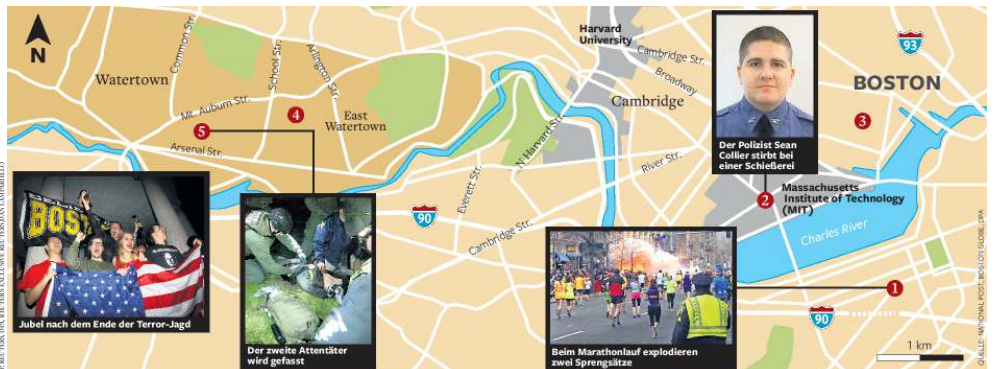 N
Watertown
Common Str.
School Str.
Arlington Str.
Mt. Auburn Str.
East
Watertown
Arsenal Str.
Harvard
University
Cambridge Str.
Broadway
Cambridge
N Harvard Str.
River Str.
Everett Str.
Cambridge Str.
90
93
BOSTON
Massachusetts
Institute of Technology
(MIT)
Charles River
90
1
2
3
4
5
1 km
BOS
Jubel nach dem Ende der Terror-Jagd
Der zweite Attentäter
wird gefasst
Beim Marathonlauf explodieren
zwei Sprengsätze
Der Polizist Sean
Collier stirbt bei
einer Schießerei
QUELLE: NATIONAL POST, BOSTON GLOBE, DPA